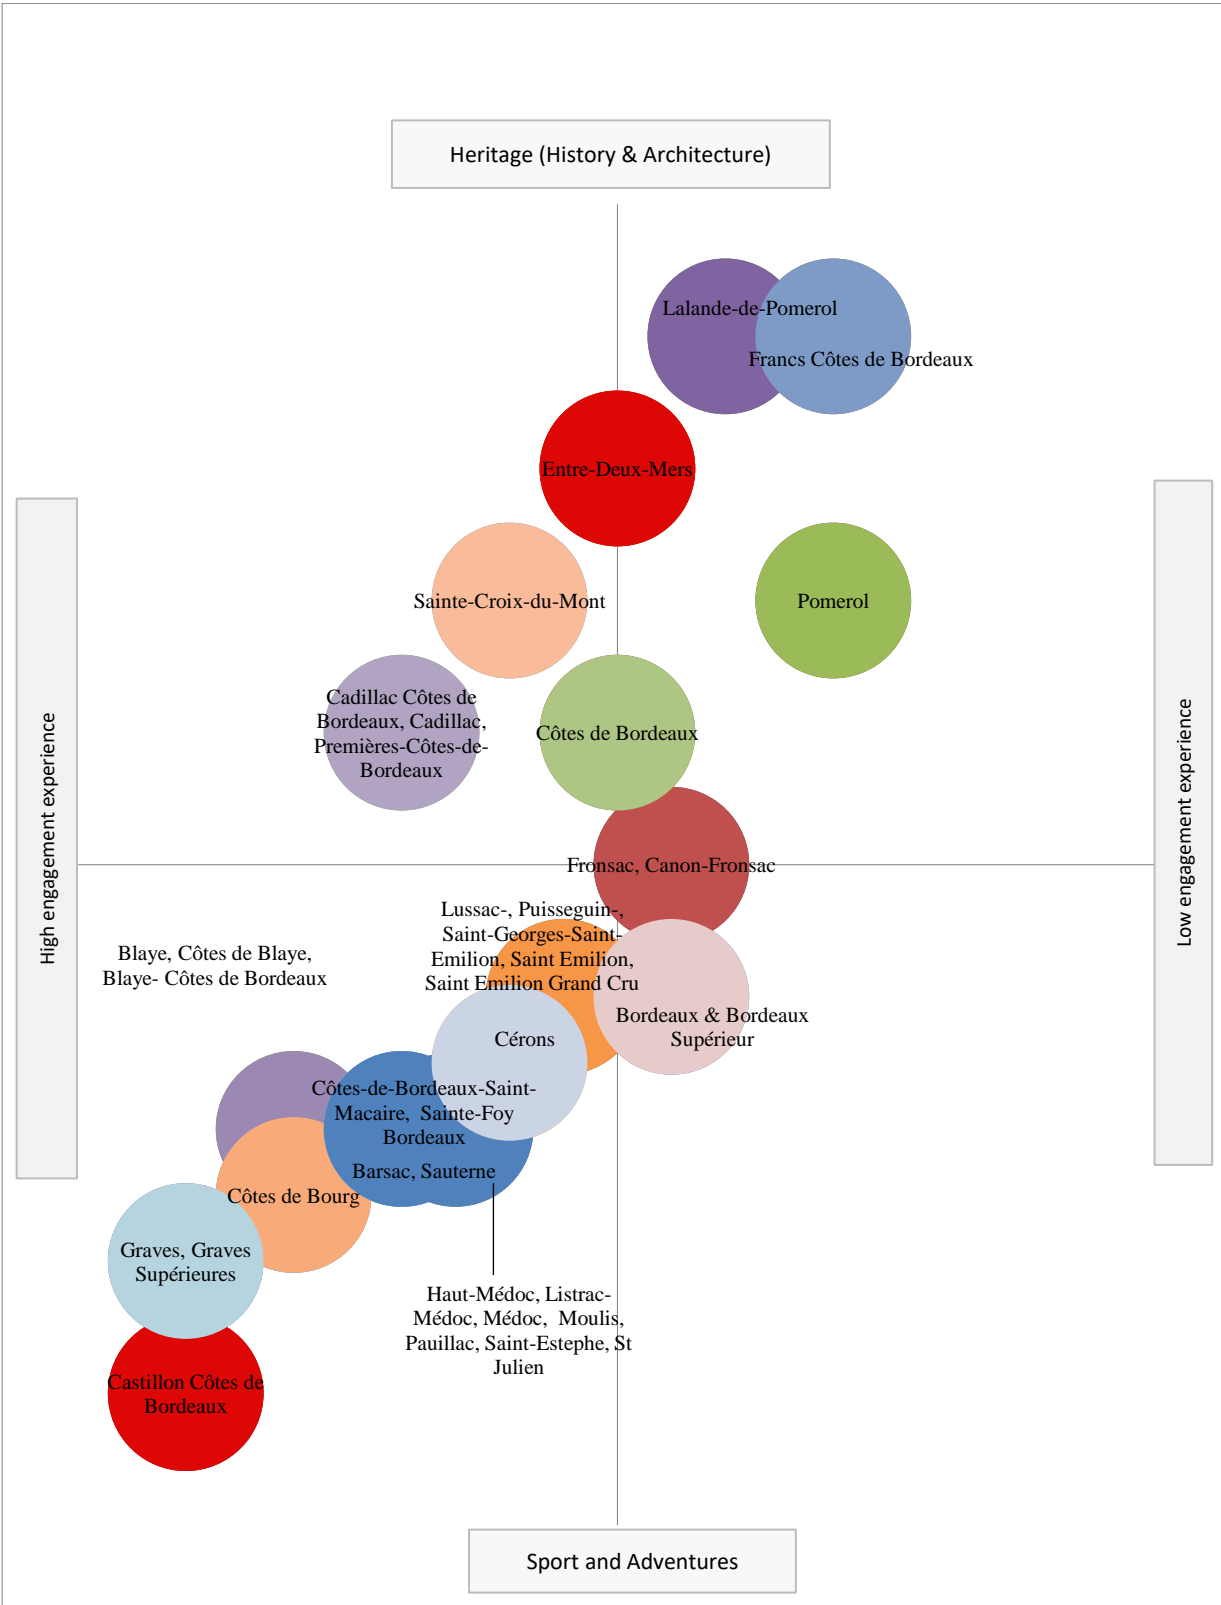 Heritage (History & Architecture)
Lalande-de-Pomerol
Francs Côtes de Bordeaux
Entre-Deux-Mers
Sainte-Croix-du-Mont
Pomerol
Cadillac Côtes de
Bordeaux, Cadillac,
Premières-Côtes-de-
Bordeaux
Côtes de Bordeaux
High engagement experience
Low engagement experience
Fronsac, Canon-Fronsac
Lussac-, Puisseguin-,
Saint-Georges-Saint-
Emilion, Saint Emilion,
Saint Emilion Grand Cru
Blaye, Côtes de Blaye,
Blaye- Côtes de Bordeaux
Bordeaux & Bordeaux
Supérieur
Cérons
Côtes-de-Bordeaux-Saint-
Macaire, Sainte-Foy
Bordeaux
Barsac, Sauterne
Côtes de Bourg
Graves, Graves
Supérieures
Haut-Médoc, Listrac-
Médoc, Médoc, Moulis,
Pauillac, Saint-Estephe, St
Julien
Castillon Côtes de
Bordeaux
Sport and Adventures